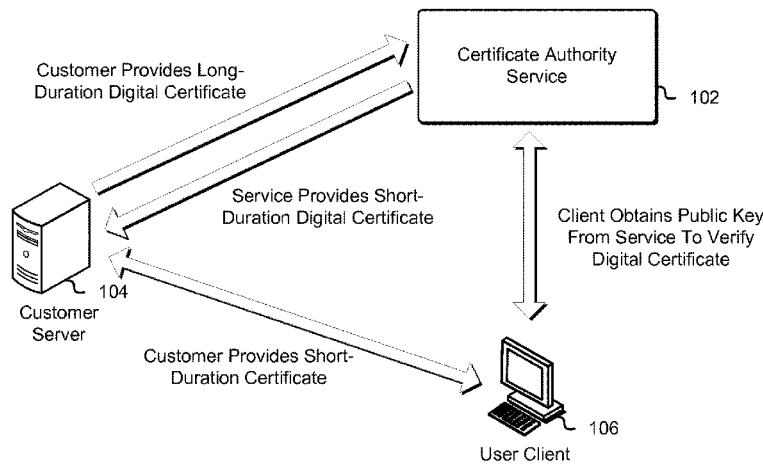 Certificate Authority
Service
102
Customer Provides Long-
Duration Digital Certificate
Service Provides Short-
Duration Digital Certificate
Client Obtains Public Key
From Service To Verify
Digital Certificate
104
Customer
Server
Customer Provides Short-
Duration Certificate
106
User Client